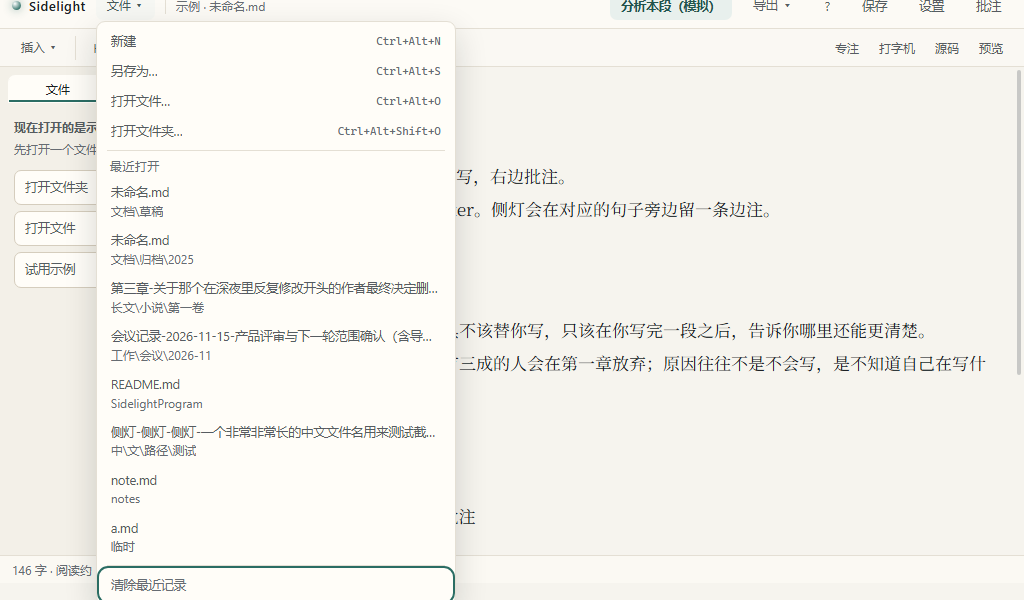 Sidelight
文件
示例 · 未命名.md
分析本段（模拟）
导出
?
保存
设置
批注
插入
专注
打字机
源码
预览
文件
现在打开的是示
先打开一个文件
打开文件夹
打开文件
试用示例
新建 Ctrl+Alt+N
另存为... Ctrl+Alt+S
打开文件... Ctrl+Alt+O
打开文件夹... Ctrl+Alt+Shift+O
最近打开
未命名.md
文档\草稿
未命名.md
文档\归档\2025
第三章-关于那个在深夜里反复修改开头的作者最终决定删...
长文\小说\第一卷
会议记录-2026-11-15-产品评审与下一轮范围确认（含导...
工作\会议\2026-11
README.md
SidelightProgram
侧灯-侧灯-侧灯-一个非常非常长的中文文件名用来测试截...
中\文\路径\测试
note.md
notes
a.md
临时
清除最近记录
写，右边批注。
er。侧灯会在对应的句子旁边留一条边注。
不该替你写，只该在你写完一段之后，告诉你哪里还能更清楚。
三成的人会在第一章放弃；原因往往不是不会写，是不知道自己在写什
注
146 字 · 阅读约